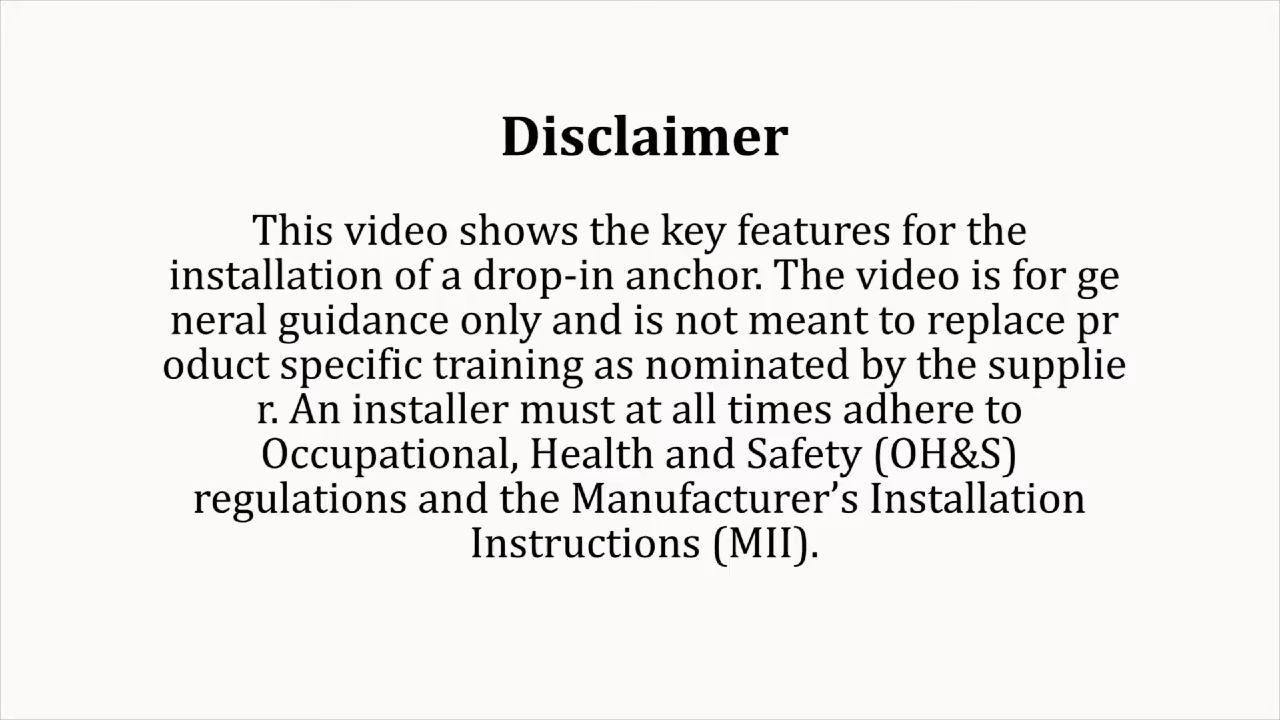 Disclaimer
This video shows the key features for the
installation of a drop-in anchor. The video is for ge
neral guidance only and is not meant to replace pr
oduct specific training as nominated by the supplie
r. An installer must at all times adhere to
Occupational, Health and Safety (OH&S)
regulations and the Manufacturer’s Installation
Instructions (MII).